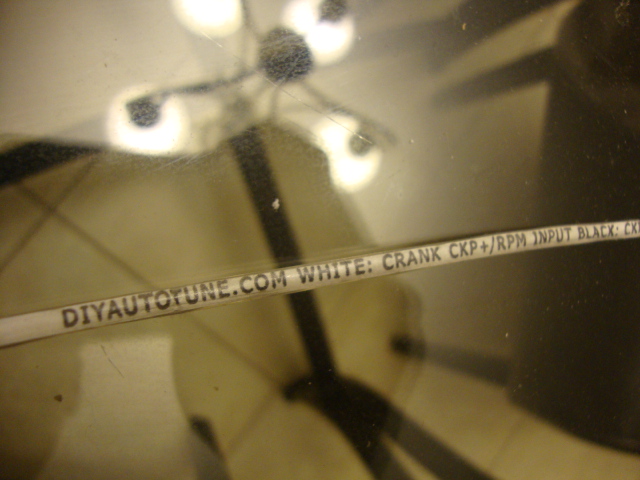 DIYAUTOTUNE.COM WHITE: CRANK CKP+/RPM INPUT BLACK: